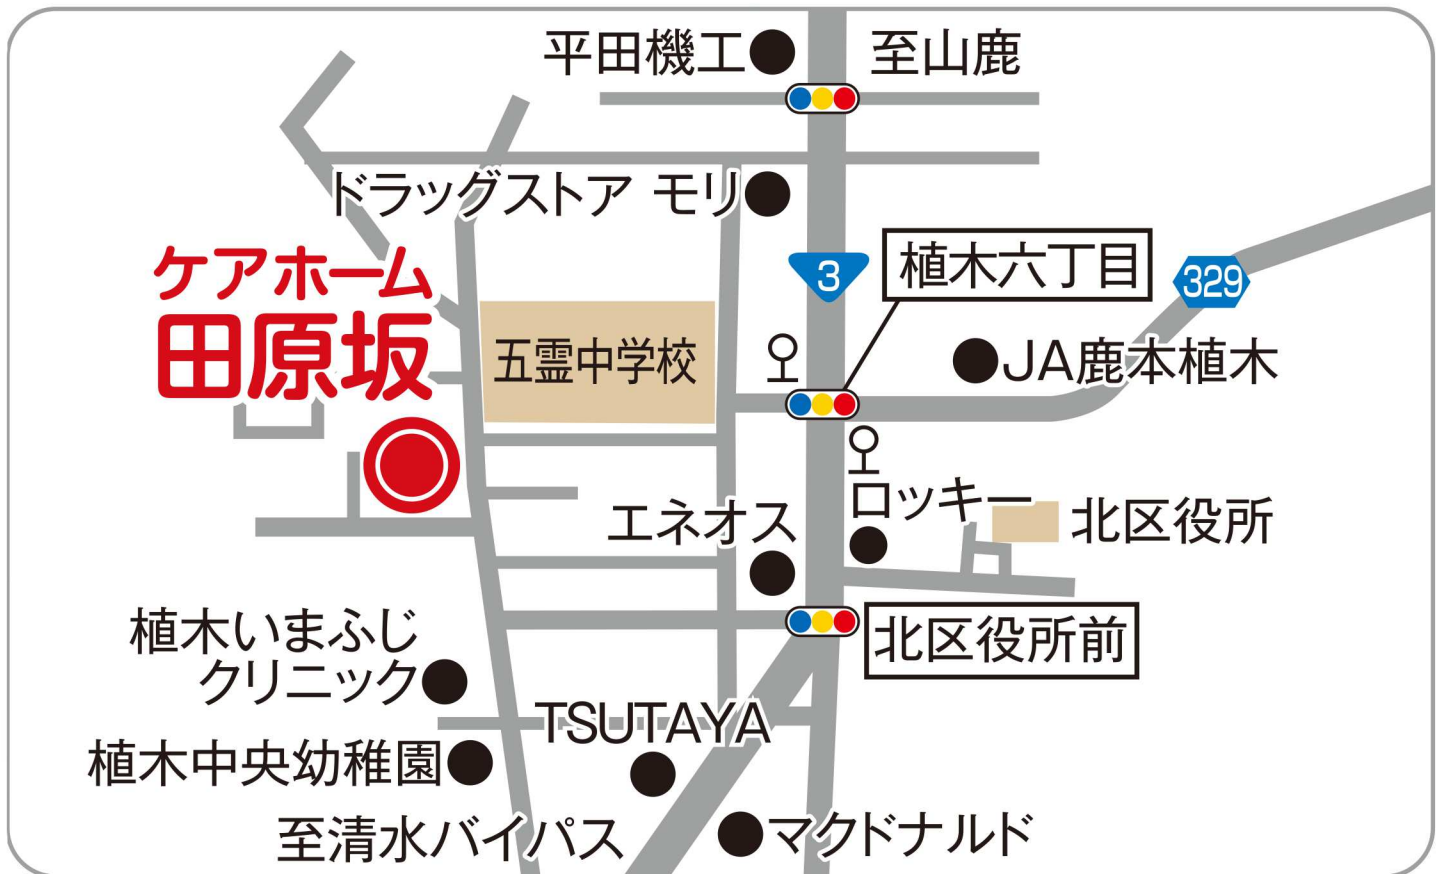 平田機工
至山鹿
ドラッグストア モリ
ケアホーム
田原坂
3
植木六丁目
329
五霊中学校
JA鹿本植木
ロッキー
エネオス
北区役所
植木いまふじ
クリニック
北区役所前
TSUTAYA
植木中央幼稚園
至清水バイパス
マクドナルド